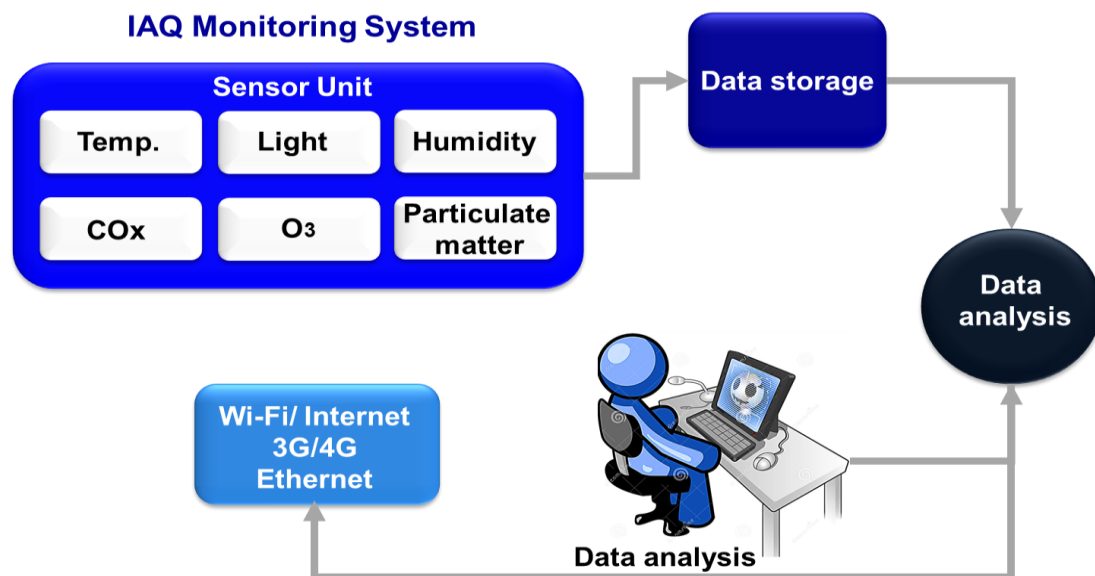 IAQ Monitoring System
Sensor Unit
Temp.
Light
Humidity
COx
O3
Particulate
matter
Data storage
Data
analysis
Wi-Fi/ Internet
3G/4G
Ethernet
Data analysis